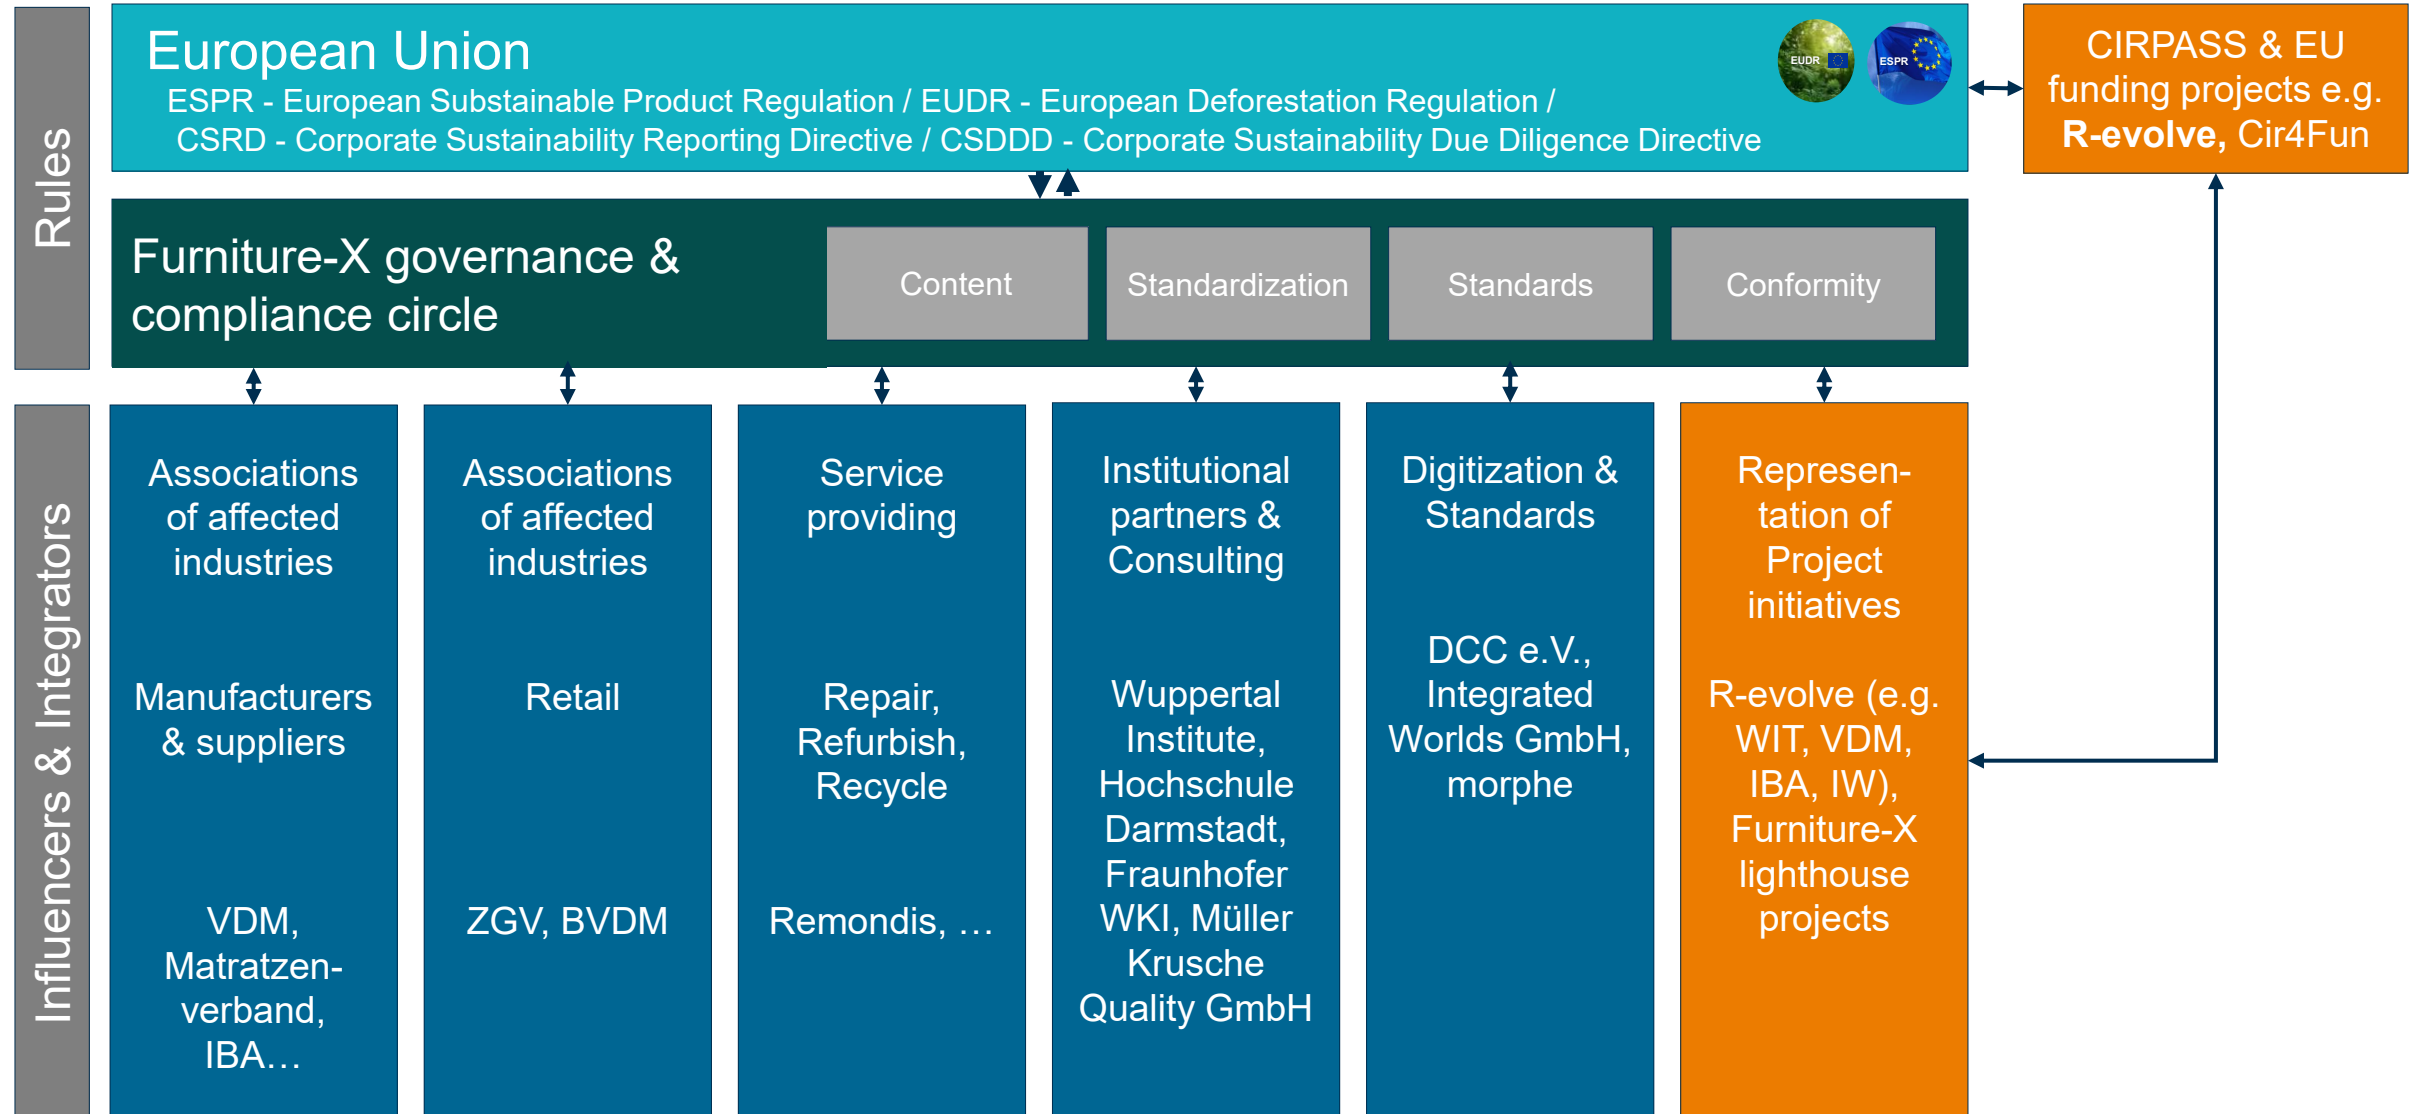 Rules
European Union
ESPR - European Substainable Product Regulation / EUDR - European Deforestation Regulation /
CSRD - Corporate Sustainability Reporting Directive / CSDDD - Corporate Sustainability Due Diligence Directive
EUDR
ESPR
CIRPASS & EU
funding projects e.g.
R-evolve, Cir4Fun
Furniture-X governance &
compliance circle
Content
Standardization
Standards
Conformity
Influencers & Integrators
Associations
of affected
industries
Manufacturers
& suppliers
VDM,
Matratzen-
verband,
IBA…
Associations
of affected
industries
Retail
ZGV, BVDM
Service
providing
Repair,
Refurbish,
Recycle
Remondis, …
Institutional
partners &
Consulting
Wuppertal
Institute,
Hochschule
Darmstadt,
Fraunhofer
WKI, Müller
Krusche
Quality GmbH
Digitization &
Standards
DCC e.V.,
Integrated
Worlds GmbH,
morphe
Represen-
tation of
Project
initiatives
R-evolve (e.g.
WIT, VDM,
IBA, IW),
Furniture-X
lighthouse
projects